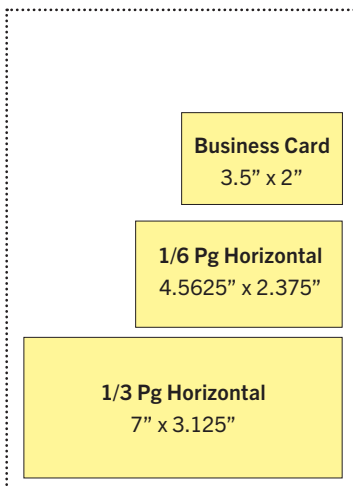 Business Card
3.5” x 2”
1/6 Pg Horizontal
4.5625” x 2.375”
1/3 Pg Horizontal
7” x 3.125”